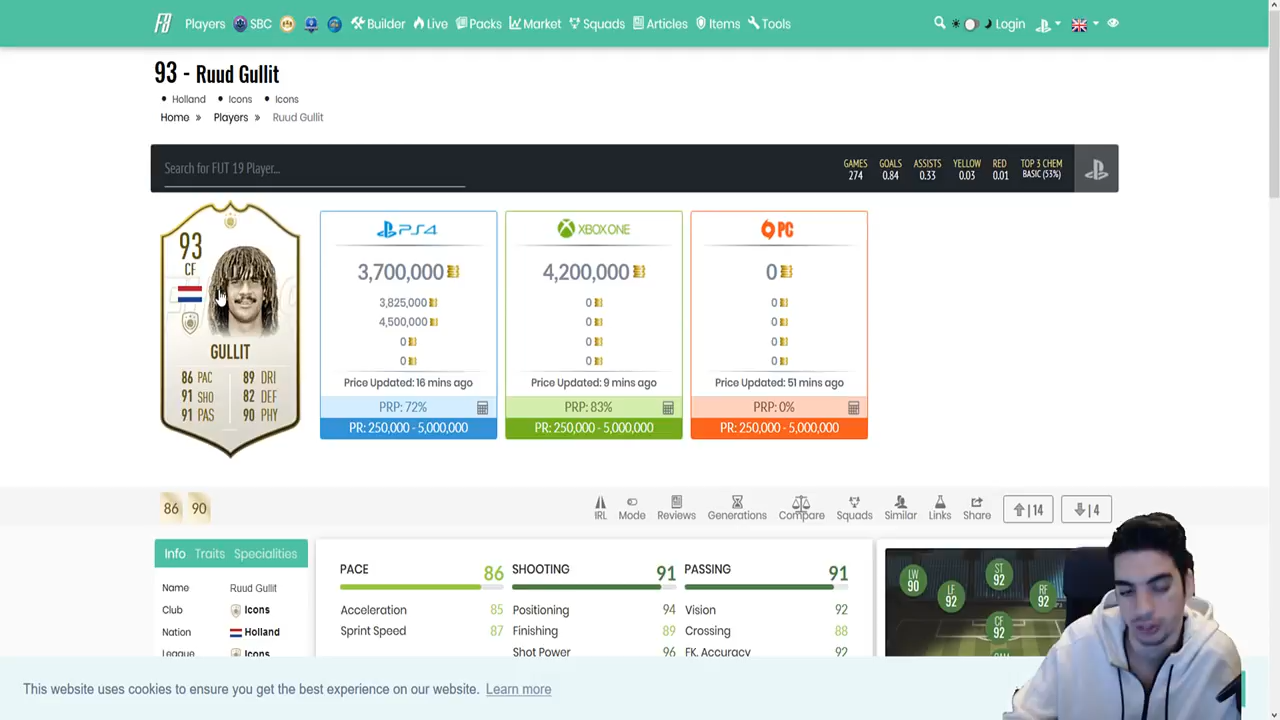 F8 Players SBC Builder Live Packs Market Squads Articles Items Tools Login
93 - Ruud Gullit
• Holland • Icons • Icons
Home » Players » Ruud Gullit
Search for FUT 19 Player...
GAMES GOALS ASSISTS YELLOW RED TOP 3 CHEM
274 0.84 0.33 0.03 0.01 BASIC (53%)
93
CF
GULLIT
86 PAC 89 DRI
91 SHO 82 DEF
91 PAS 90 PHY
PS4
3,700,000
3,825,000
4,500,000
0
0
Price Updated: 16 mins ago
PRP: 72%
PR: 250,000 - 5,000,000
XBOX ONE
4,200,000
0
0
0
0
Price Updated: 9 mins ago
PRP: 83%
PR: 250,000 - 5,000,000
PC
0
0
0
0
0
Price Updated: 51 mins ago
PRP: 0%
PR: 250,000 - 5,000,000
86 90
IRL Mode Reviews Generations Compare Squads Similar Links Share
14 4
Info Traits Specialities
Name Ruud Gullit
Club Icons
Nation Holland
League Icons
PACE 86
Acceleration 85
Sprint Speed 87
SHOOTING 91
Positioning 94
Finishing 89
Shot Power 96
PASSING 91
Vision 92
Crossing 88
FK. Accuracy 92
LW
90
LF
92
ST
92
RF
92
CF
92
This website uses cookies to ensure you get the best experience on our website. Learn more